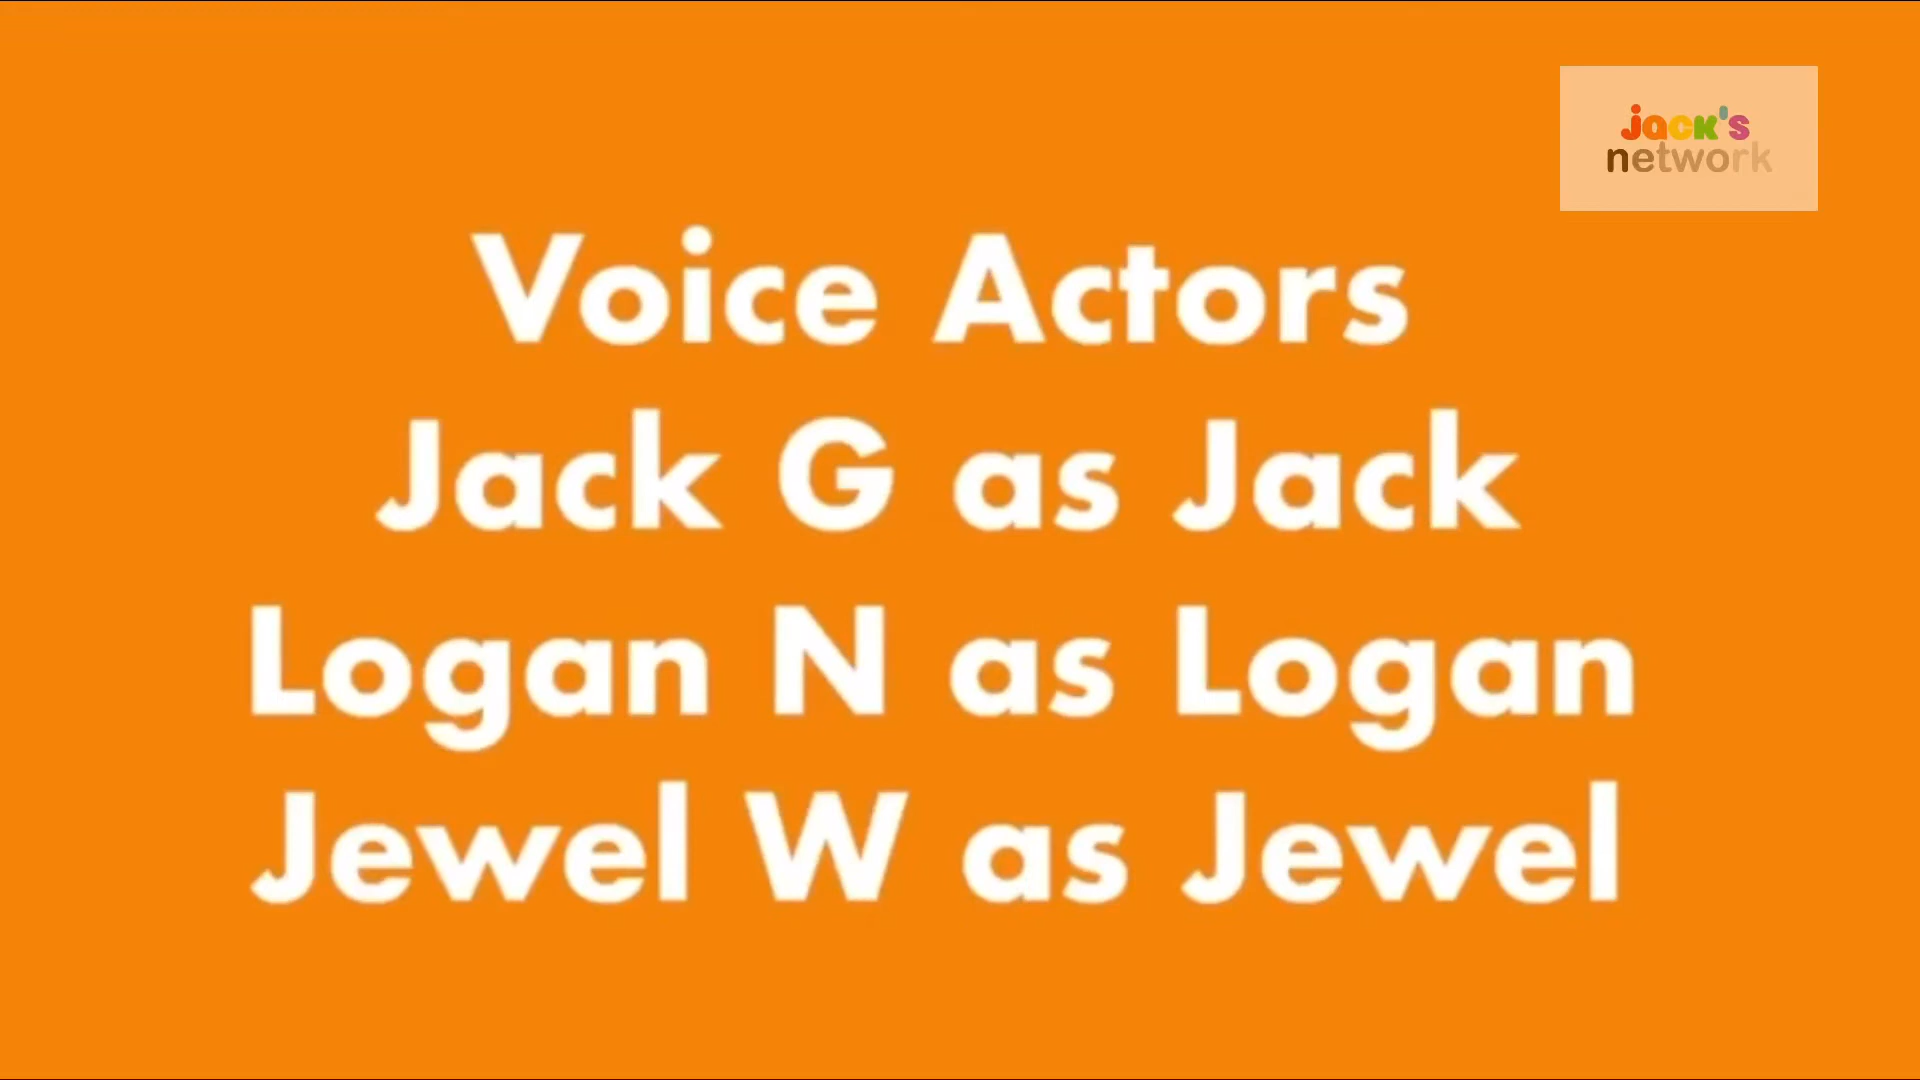 jack's
network
Voice Actors
Jack G as Jack
Logan N as Logan
Jewel W as Jewel